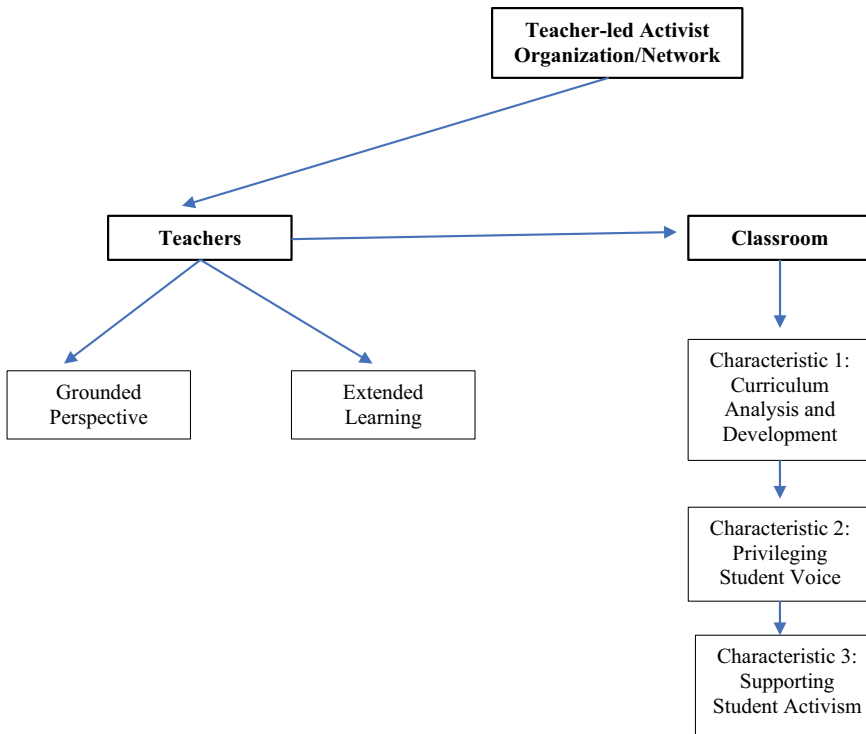 Teacher-led Activist
Organization/Network
Teachers
Classroom
Grounded
Perspective
Extended
Learning
Characteristic 1:
Curriculum
Analysis and
Development
Characteristic 2:
Privileging
Student Voice
Characteristic 3:
Supporting
Student Activism